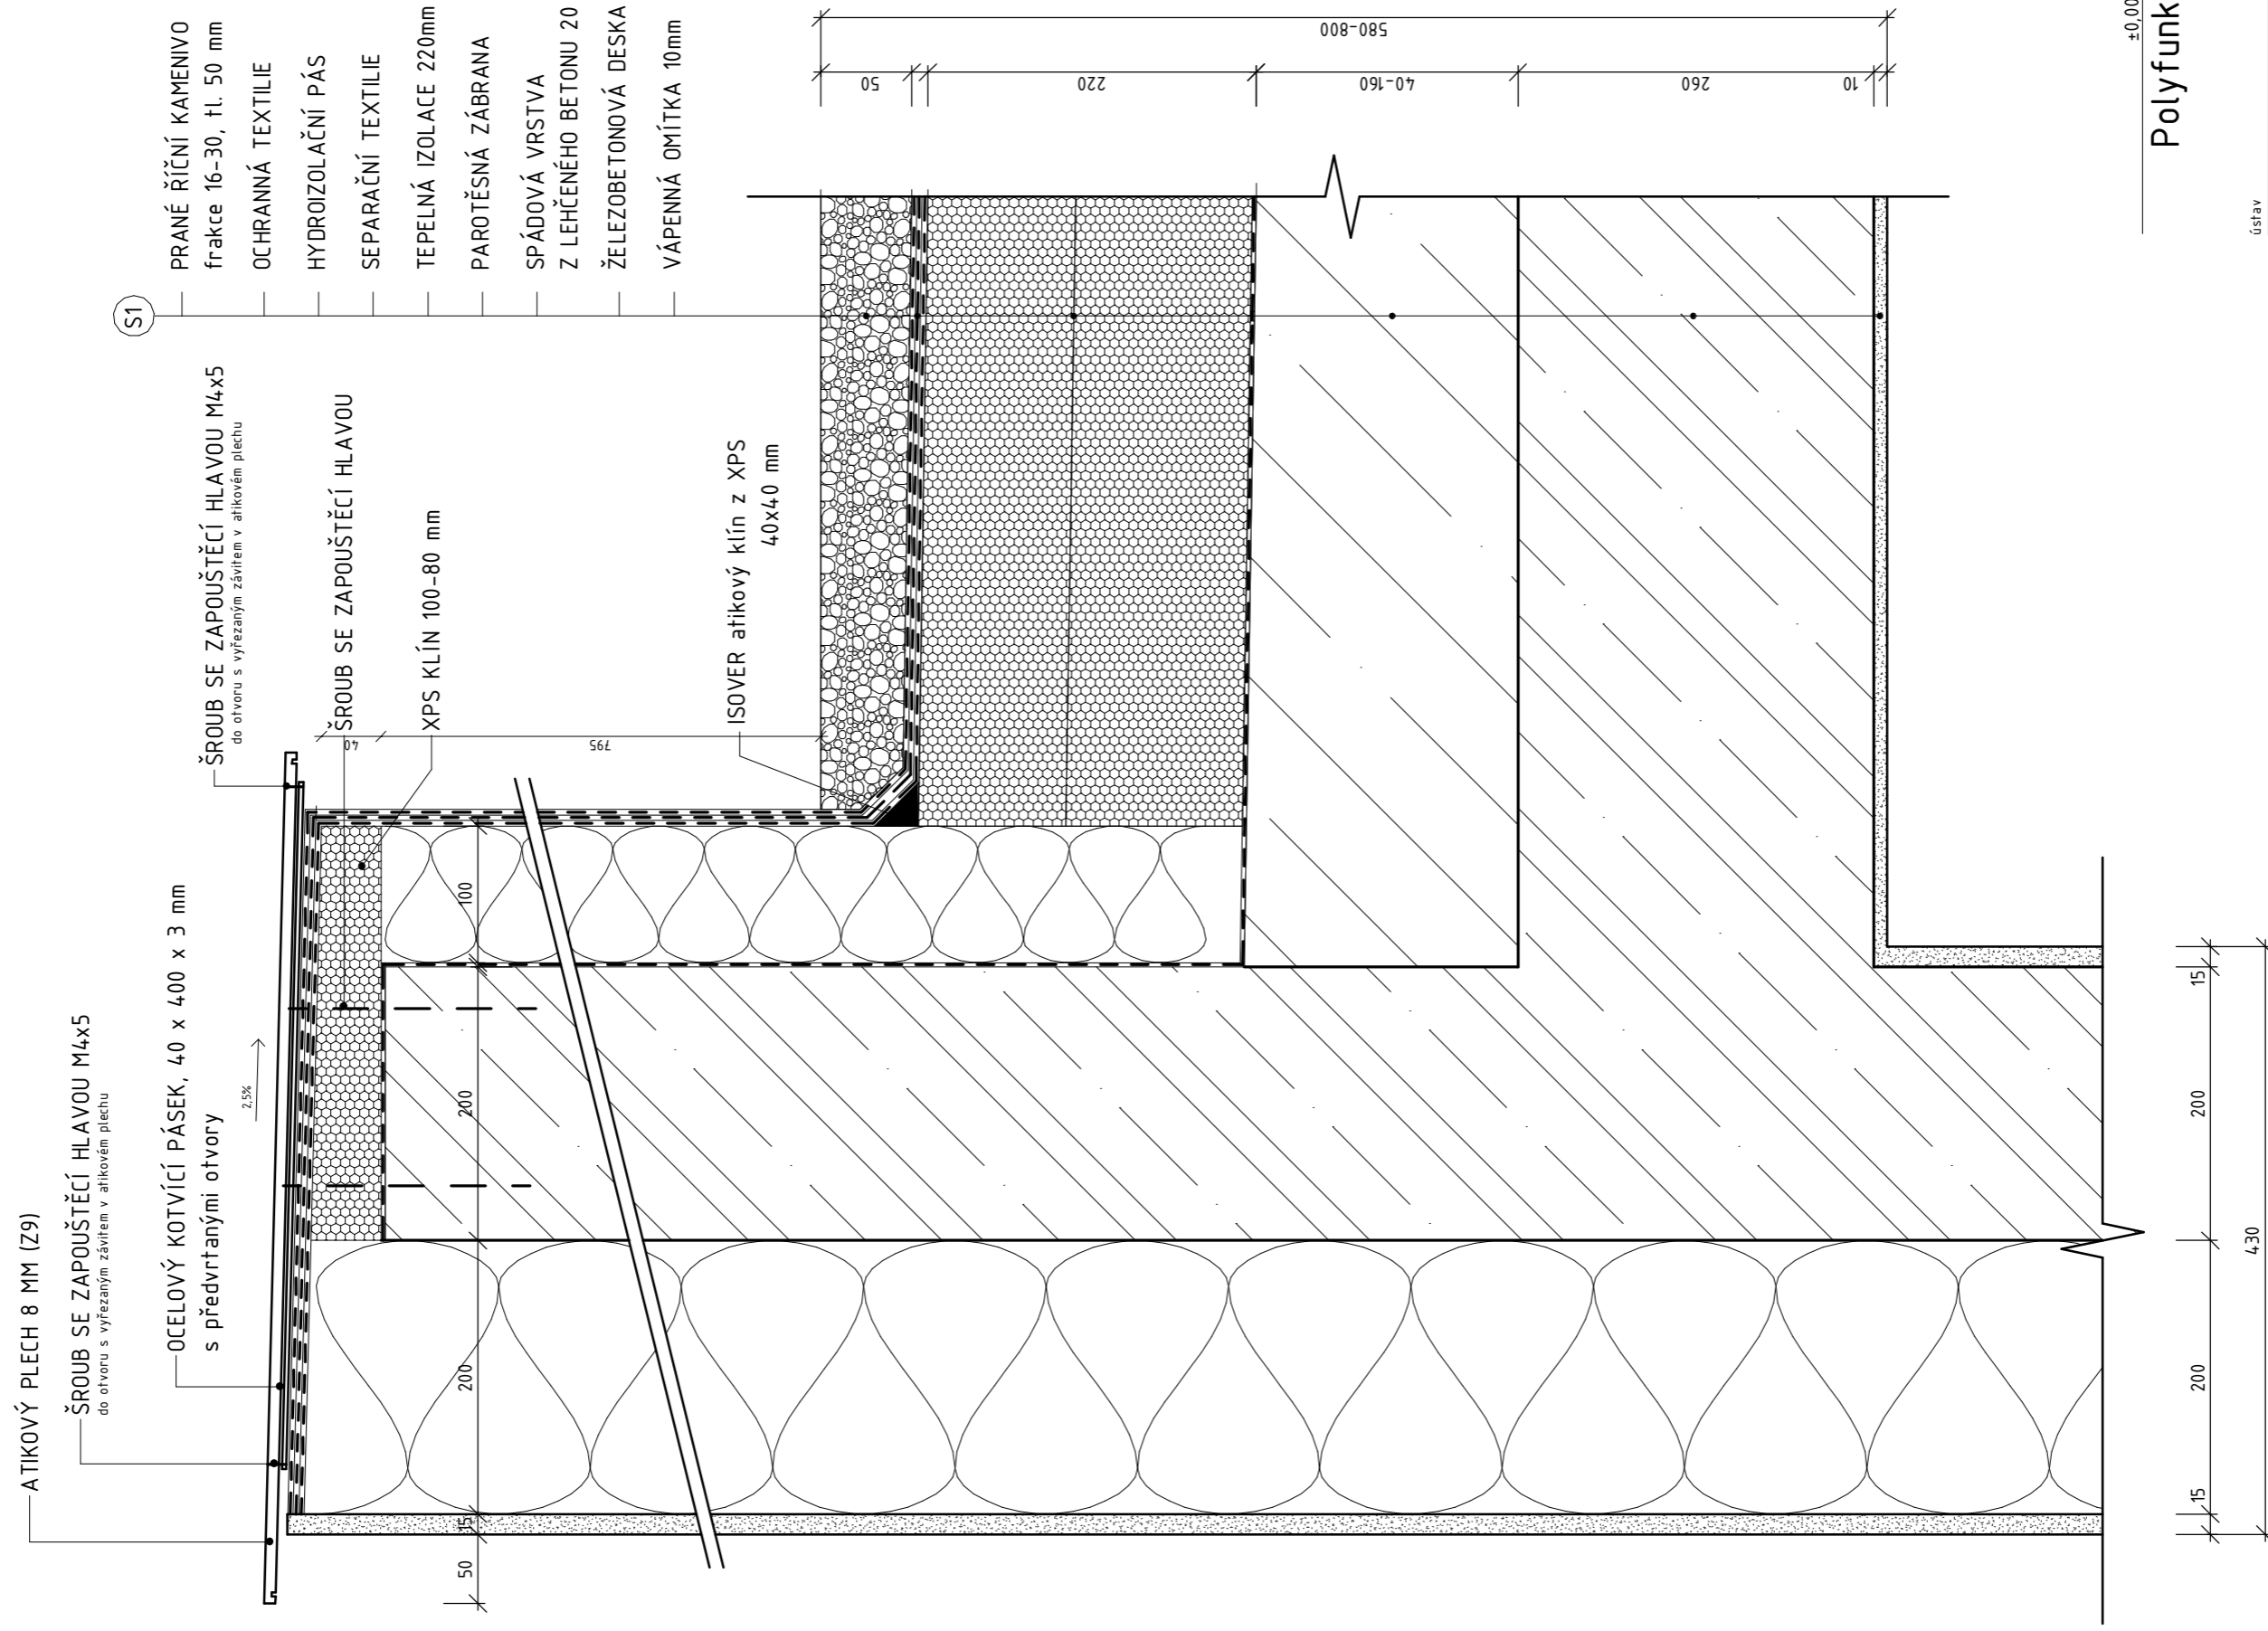 ATIKOVÝ PLECH 8 MM (Z9)
ŠROUB SE ZAPOUŠTĚCÍ HLAVOU M4x5
do otvoru s vyřezaným závitem v atikovém plechu
OCELOVÝ KOTVÍCÍ PÁSEK, 40 x 400 x 3 mm
s předvrtanými otvory
2,5%
ŠROUB SE ZAPOUŠTĚCÍ HLAVOU M4x5
do otvoru s vyřezaným závitem v atikovém plechu
ŠROUB SE ZAPOUŠTĚCÍ HLAVOU
XPS KLÍN 100-80 mm
ISOVER atikový klín z XPS
40x40 mm
S1
PRANÉ ŘÍČNÍ KAMENIVO
frakce 16-30, tl. 50 mm
OCHRANNÁ TEXTILIE
HYDROIZOLAČNÍ PÁS
SEPARAČNÍ TEXTILIE
TEPELNÁ IZOLACE 220mm
PAROTĚSNÁ ZÁBRANA
SPÁDOVÁ VRSTVA
Z LEHČENÉHO BETONU 20
ŽELEZOBETONOVÁ DESKA
VÁPENNÁ OMÍTKA 10mm
40
795
50
15
200
200
100
50
220
40-160
260
10
580-800
15
200
200
15
430
±0,00
Polyfunk
ústav